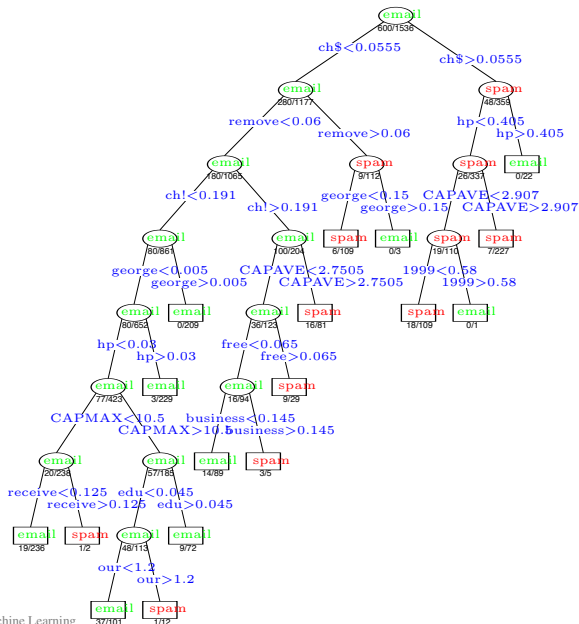 email
600/1536
ch$<0.0555
ch$>0.0555
email
280/1177
spam
48/359
remove<0.06
hp<0.405
remove>0.06
hp>0.405
email
180/1065
spam
9/112
spam
26/337
email
0/22
ch!<0.191
george<0.15
CAPAVE<2.907
ch!>0.191
george>0.15
CAPAVE>2.907
email
80/861
email
100/204
spam
6/109
email
0/3
spam
19/110
spam
7/227
george<0.005
CAPAVE<2.7505
1999<0.58
george>0.005
CAPAVE>2.7505
1999>0.58
email
80/652
email
0/209
email
36/123
spam
16/81
spam
18/109
email
0/1
hp<0.03
free<0.065
hp>0.03
free>0.065
email
77/423
email
3/229
email
16/94
spam
9/29
CAPMAX<10.5
business<0.145
CAPMAX>10.5
business>0.145
email
20/238
email
57/185
email
14/89
spam
3/5
receive<0.125
edu<0.045
receive>0.125
edu>0.045
email
19/236
spam
1/2
email
48/113
email
9/72
our<1.2
our>1.2
email
37/101
spam
1/12
chine Learning